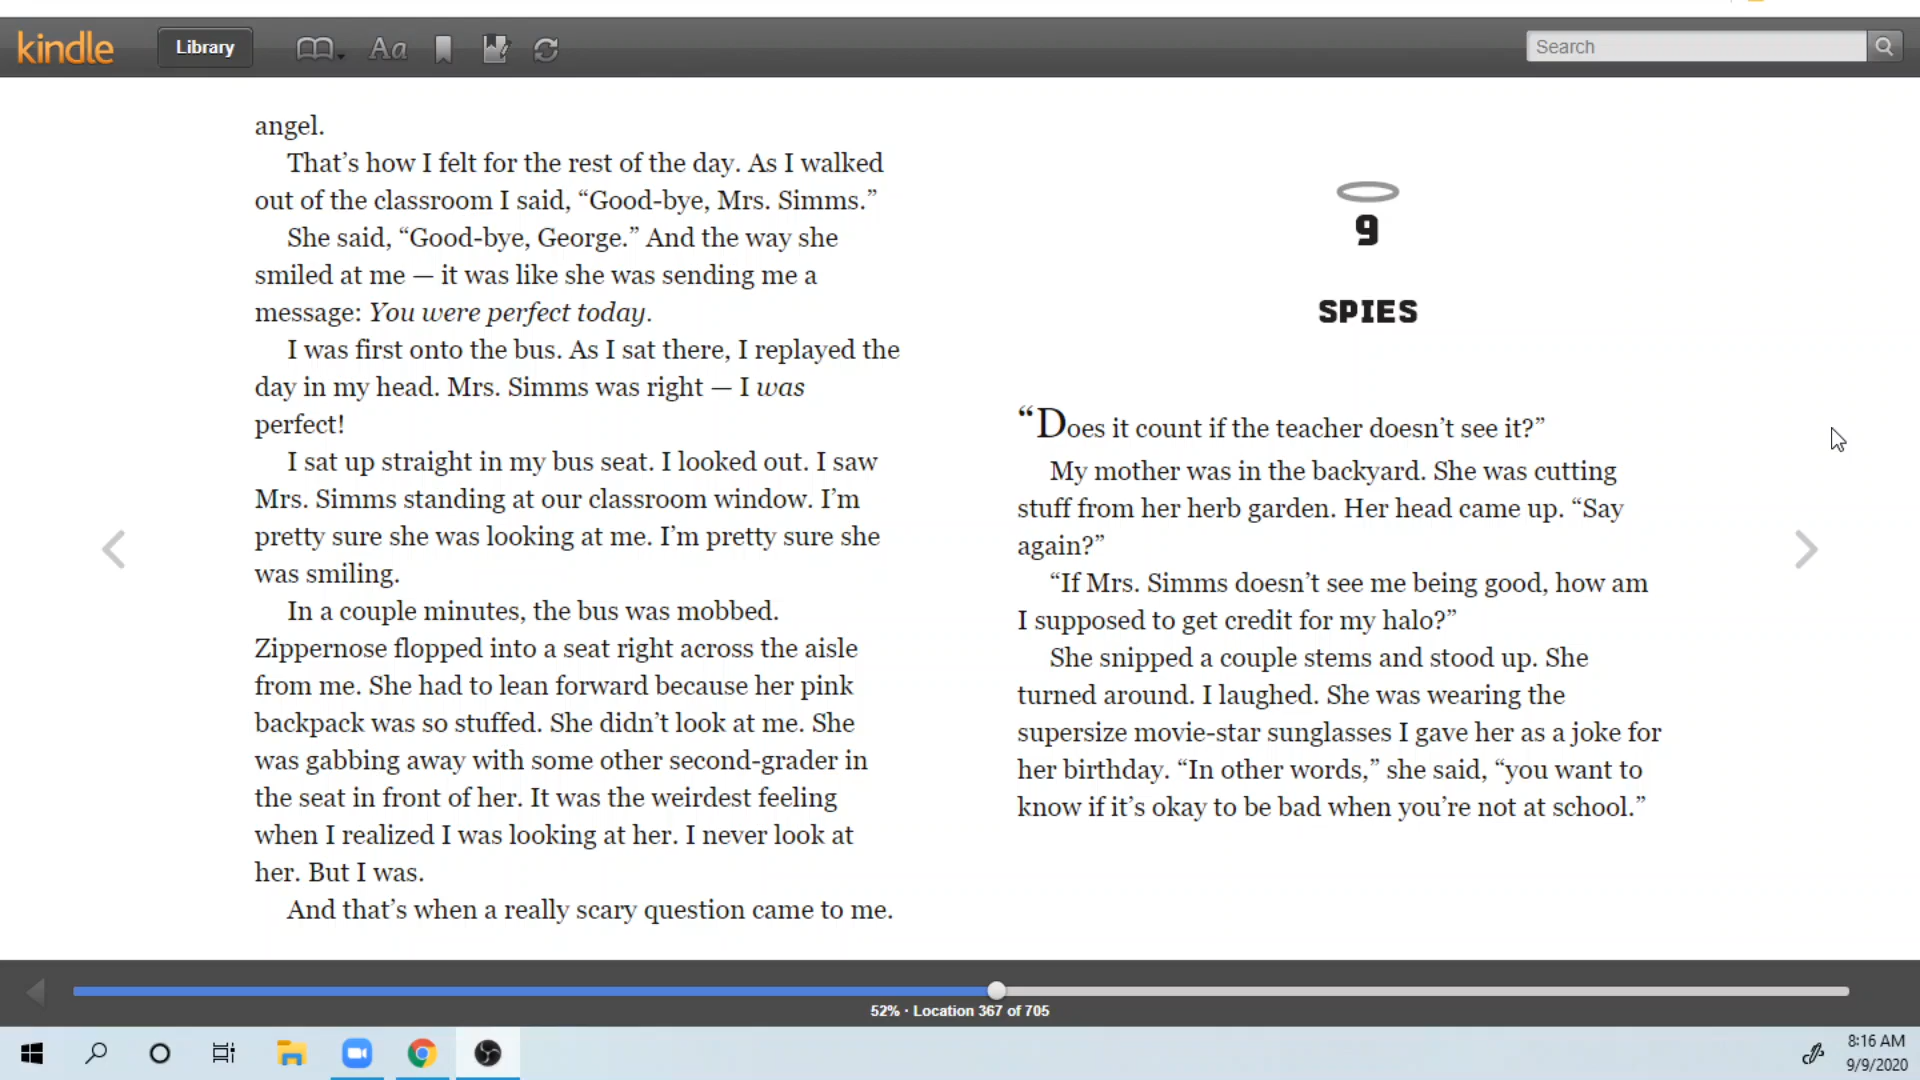 kindle
Library
Aa
Search
angel.
That’s how I felt for the rest of the day. As I walked
out of the classroom I said, “Good-bye, Mrs. Simms.”
She said, “Good-bye, George.” And the way she
smiled at me — it was like she was sending me a
message: You were perfect today.
I was first onto the bus. As I sat there, I replayed the
day in my head. Mrs. Simms was right — I was
perfect!
I sat up straight in my bus seat. I looked out. I saw
Mrs. Simms standing at our classroom window. I’m
pretty sure she was looking at me. I’m pretty sure she
was smiling.
In a couple minutes, the bus was mobbed.
Zippernose flopped into a seat right across the aisle
from me. She had to lean forward because her pink
backpack was so stuffed. She didn’t look at me. She
was gabbing away with some other second-grader in
the seat in front of her. It was the weirdest feeling
when I realized I was looking at her. I never look at
her. But I was.
And that’s when a really scary question came to me.
9
SPIES
“Does it count if the teacher doesn’t see it?”
My mother was in the backyard. She was cutting
stuff from her herb garden. Her head came up. “Say
again?”
“If Mrs. Simms doesn’t see me being good, how am
I supposed to get credit for my halo?”
She snipped a couple stems and stood up. She
turned around. I laughed. She was wearing the
supersize movie-star sunglasses I gave her as a joke for
her birthday. “In other words,” she said, “you want to
know if it’s okay to be bad when you’re not at school.”
52% · Location 367 of 705
8:16 AM
9/9/2020